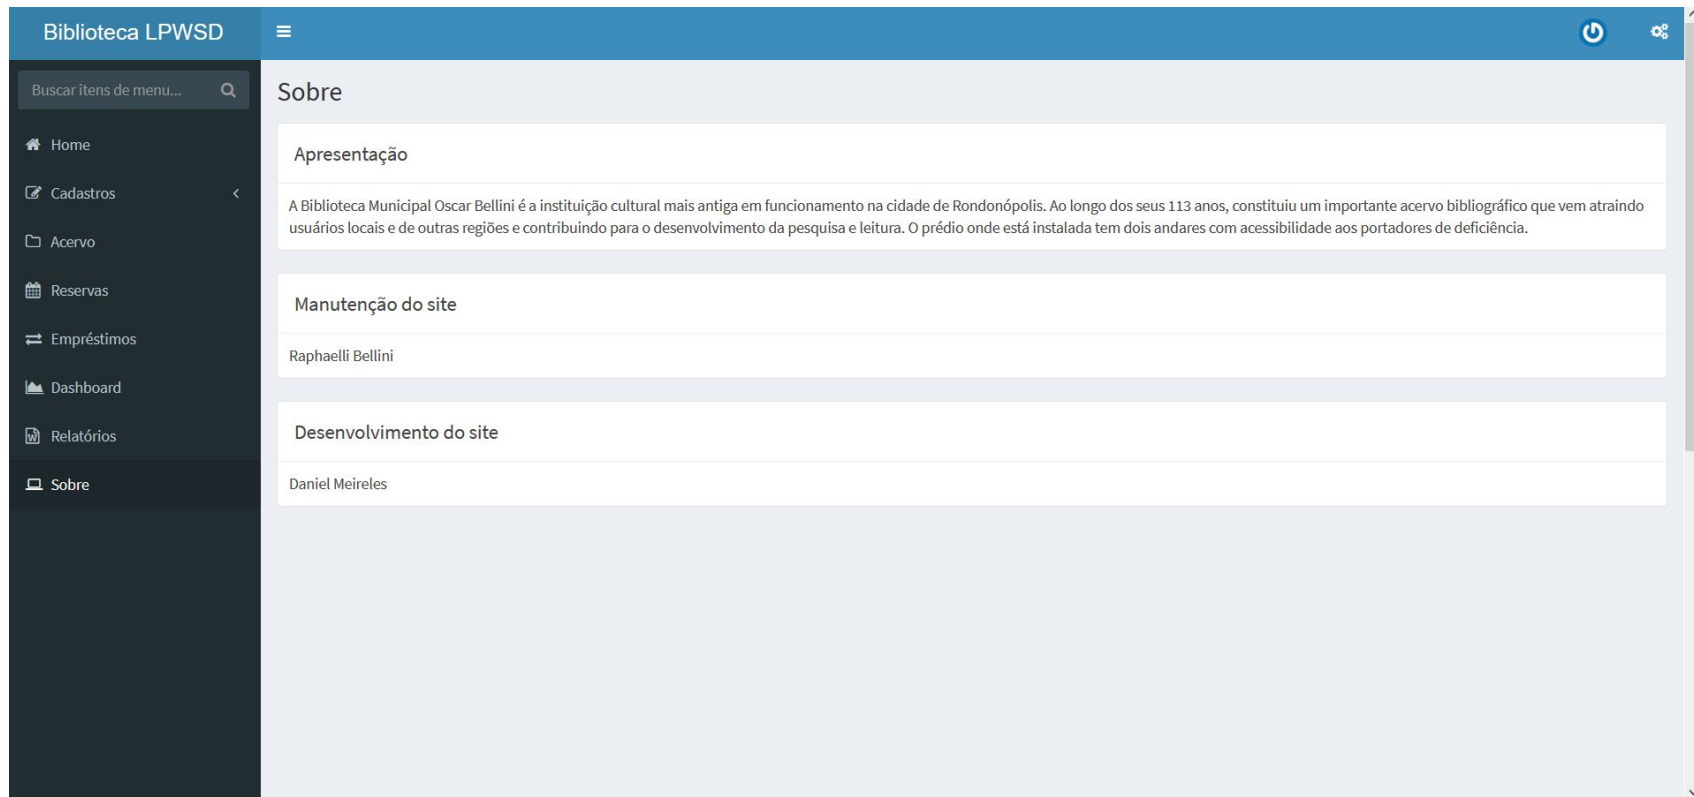 Biblioteca LPWSD
Buscar itens de menu...
Home
Cadastros
Acervo
Reservas
Empréstimos
Dashboard
Relatórios
Sobre
Sobre
Apresentação
A Biblioteca Municipal Oscar Bellini é a instituição cultural mais antiga em funcionamento na cidade de Rondonópolis. Ao longo dos seus 113 anos, constituiu um importante acervo bibliográfico que vem atraindo
usuários locais e de outras regiões e contribuindo para o desenvolvimento da pesquisa e leitura. O prédio onde está instalada tem dois andares com acessibilidade aos portadores de deficiência.
Manutenção do site
Raphaelli Bellini
Desenvolvimento do site
Daniel Meireles